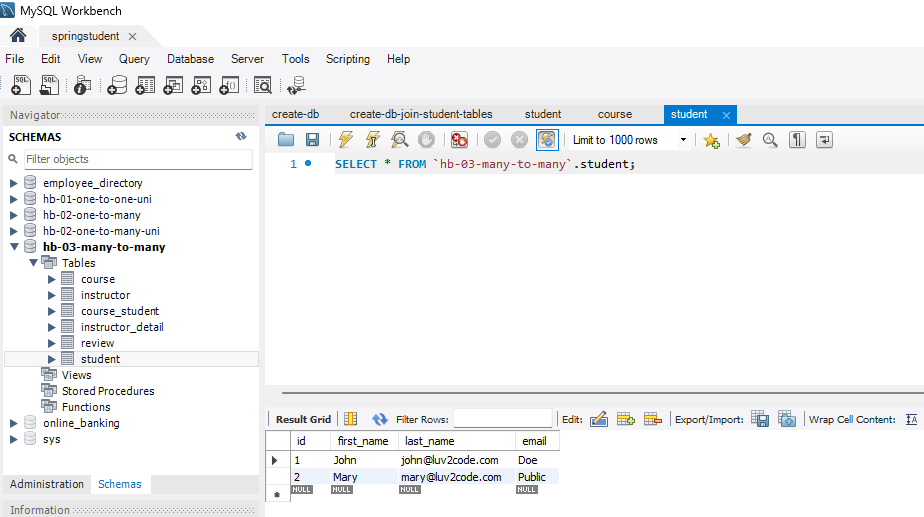 MySQL Workbench
springstudent
File Edit View Query Database Server Tools Scripting Help
Navigator
SCHEMAS
Filter objects
employee_directory
hb-01-one-to-one-uni
hb-02-one-to-many
hb-02-one-to-many-uni
hb-03-many-to-many
Tables
course
instructor
course_student
instructor_detail
review
student
Views
Stored Procedures
Functions
online_banking
sys
Administration Schemas
Information
create-db create-db-join-student-tables student course student
Limit to 1000 rows
1 SELECT * FROM `hb-03-many-to-many`.student;
Result Grid Filter Rows: Edit: Export/Import: Wrap Cell Content:
id first_name last_name email
1 John john@luv2code.com Doe
2 Mary mary@luv2code.com Public
NULL NULL NULL NULL